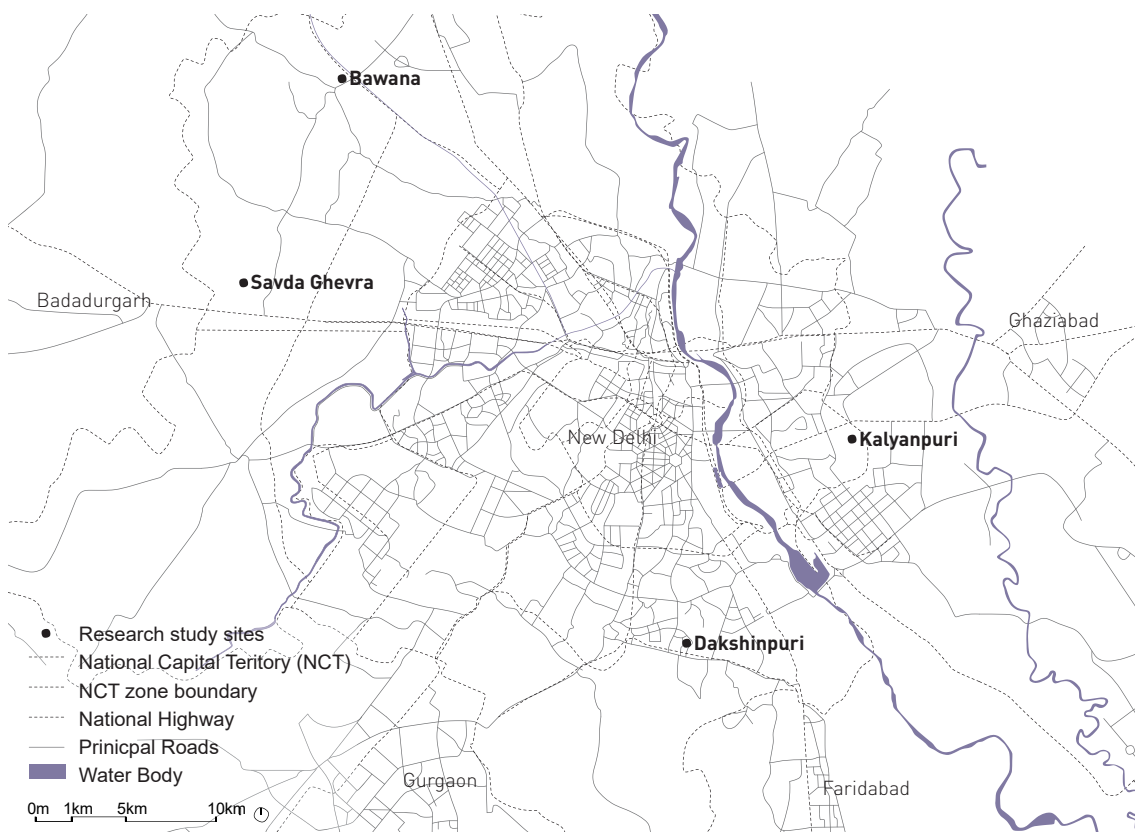 Bawana
Savda Ghevra
Badadurgarh
Ghaziabad
New Delhi
Kalyanpuri
Research study sites
National Capital Teritory (NCT)
NCT zone boundary
National Highway
Prinicpal Roads
Water Body
Dakshinpuri
Gurgaon
Faridabad
0m 1km 5km 10km